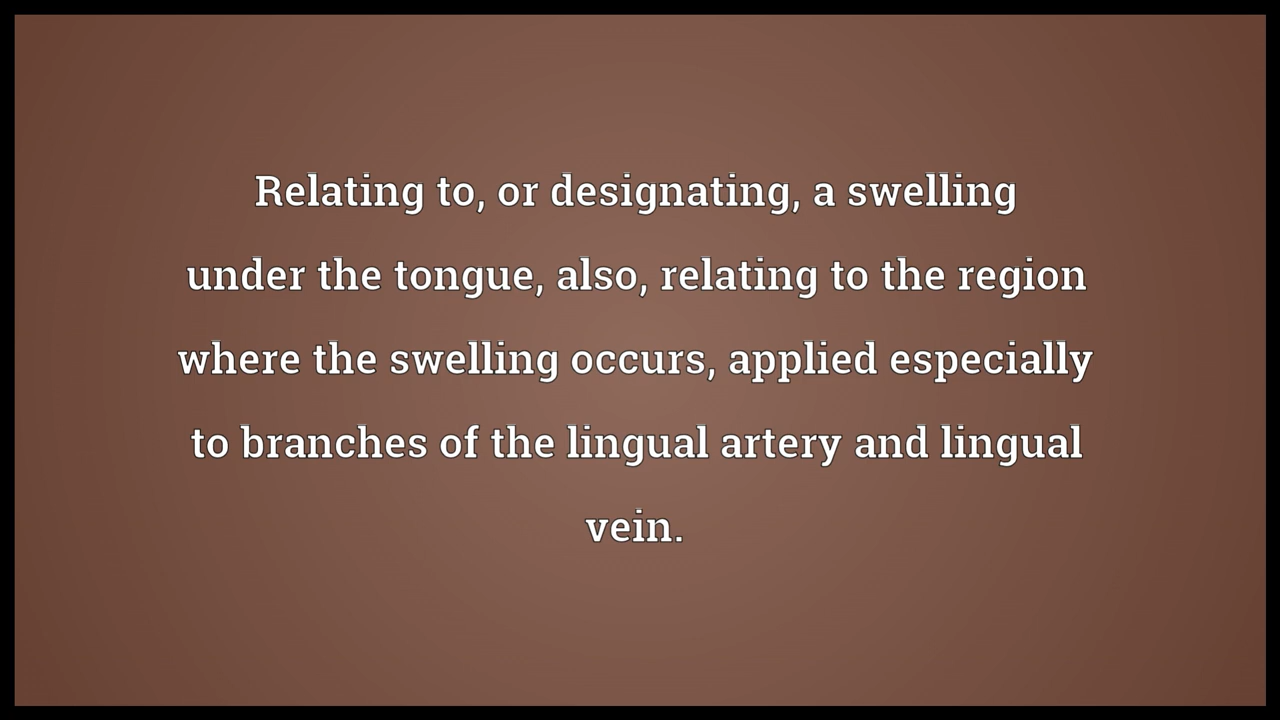 Relating to, or designating, a swelling
under the tongue, also, relating to the region
where the swelling occurs, applied especially
to branches of the lingual artery and lingual
vein.